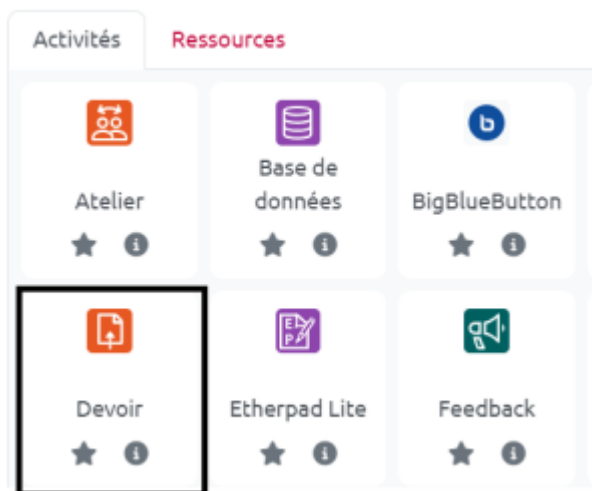 Activités
Ressources
Atelier
Base de
données
BigBlueButton
Devoir
Etherpad Lite
Feedback